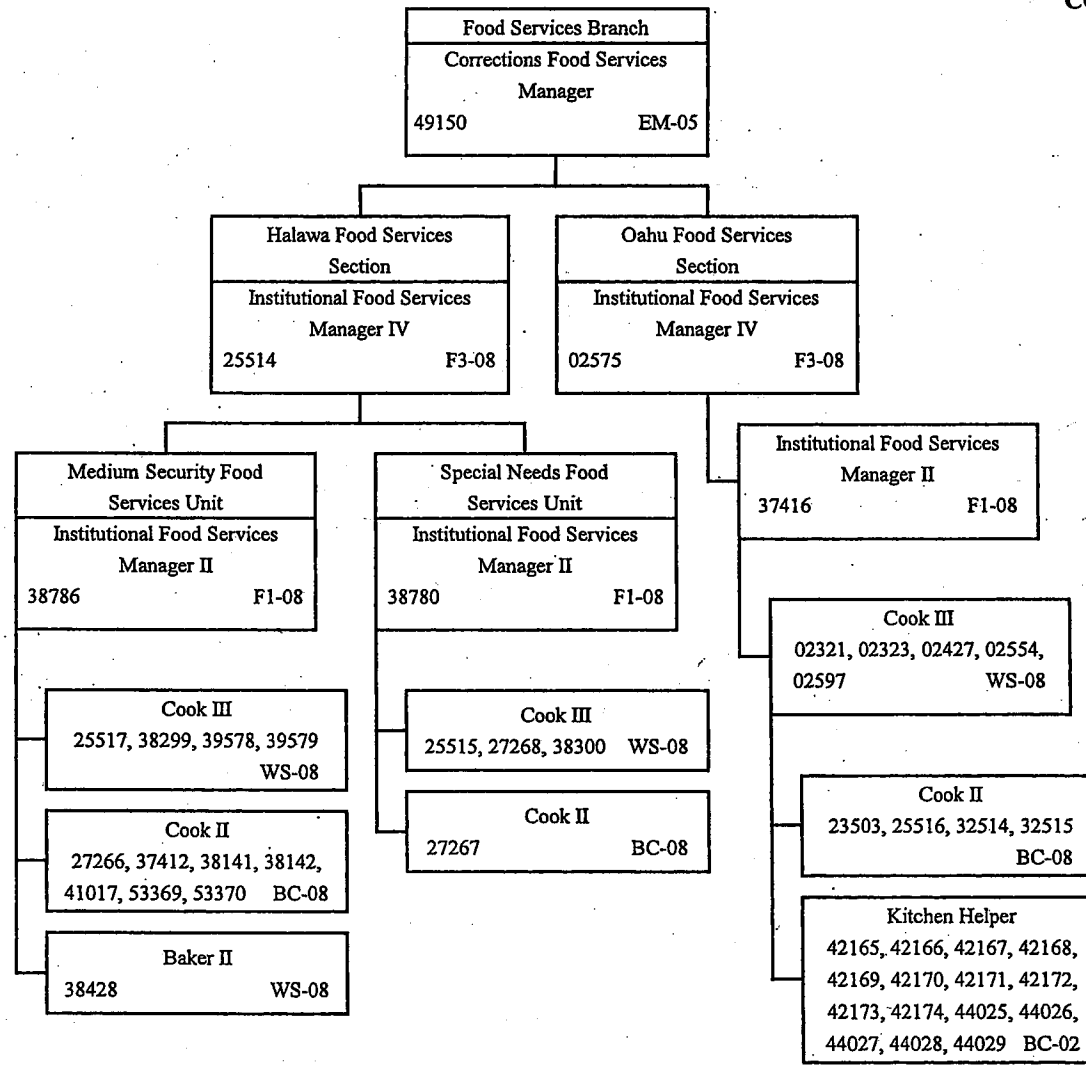 Food Services Branch
Corrections Food Services
Manager
49150 EM-05
Halawa Food Services
Section
Institutional Food Services
Manager IV
25514 F3-08
Oahu Food Services
Section
Institutional Food Services
Manager IV
02575 F3-08
Medium Security Food
Services Unit
Institutional Food Services
Manager II
38786 F1-08
Special Needs Food
Services Unit
Institutional Food Services
Manager II
38780 F1-08
Institutional Food Services
Manager II
37416 F1-08
Cook III
25517, 38299, 39578, 39579
WS-08
Cook II
27266, 37412, 38141, 38142,
41017, 53369, 53370 BC-08
Baker II
38428 WS-08
Cook III
25515, 27268, 38300 WS-08
Cook II
27267 BC-08
Cook III
02321, 02323, 02427, 02554,
02597 WS-08
Cook II
23503, 25516, 32514, 32515
BC-08
Kitchen Helper
42165, 42166, 42167, 42168,
42169, 42170, 42171, 42172,
42173, 42174, 44025, 44026,
44027, 44028, 44029 BC-02